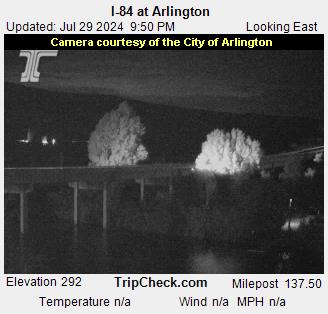 I-84 at Arlington
Updated: Jul 29 2024 9:50 PM Looking East
Camera courtesy of the City of Arlington
Elevation 292 TripCheck.com Milepost 137.50
Temperature n/a Wind n/a MPH n/a